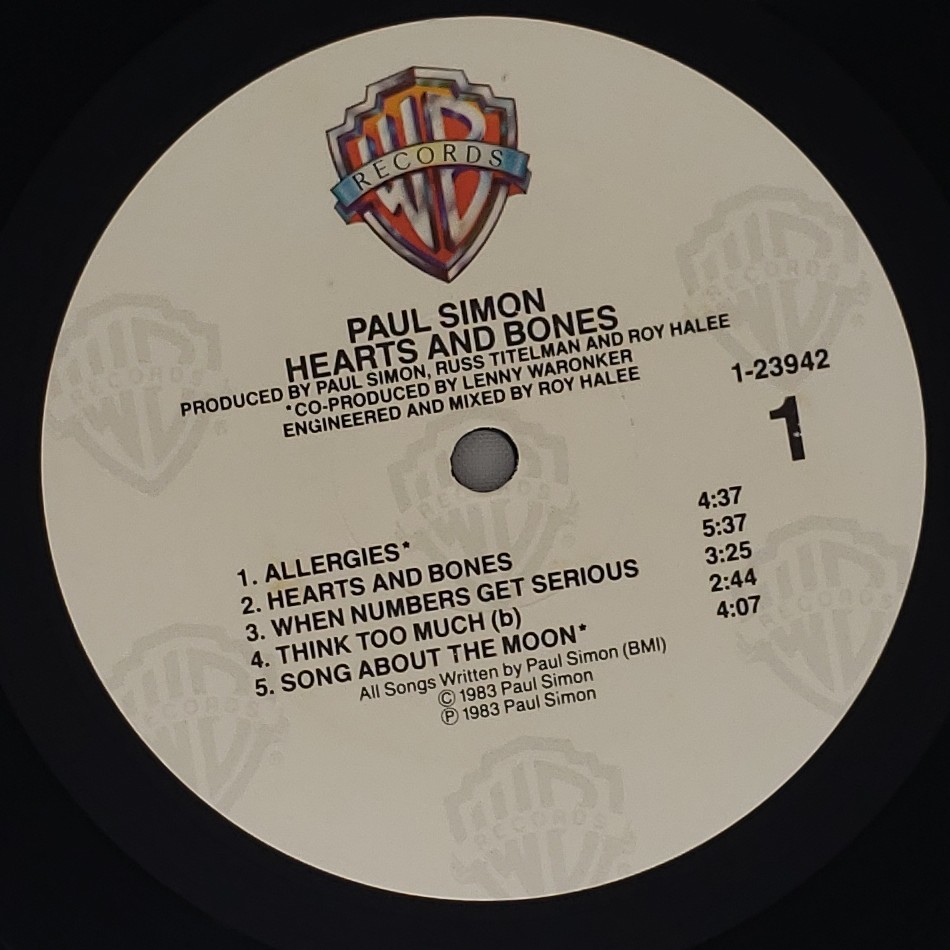 WB
RECORDS
PAUL SIMON
HEARTS AND BONES
PRODUCED BY PAUL SIMON, RUSS TITELMAN AND ROY HALEE
*CO-PRODUCED BY LENNY WARONKER
ENGINEERED AND MIXED BY ROY HALEE
1-23942
1
1. ALLERGIES* 4:37
2. HEARTS AND BONES 5:37
3. WHEN NUMBERS GET SERIOUS 3:25
4. THINK TOO MUCH (b) 2:44
5. SONG ABOUT THE MOON* 4:07
All Songs Written by Paul Simon (BMI)
© 1983 Paul Simon
℗ 1983 Paul Simon